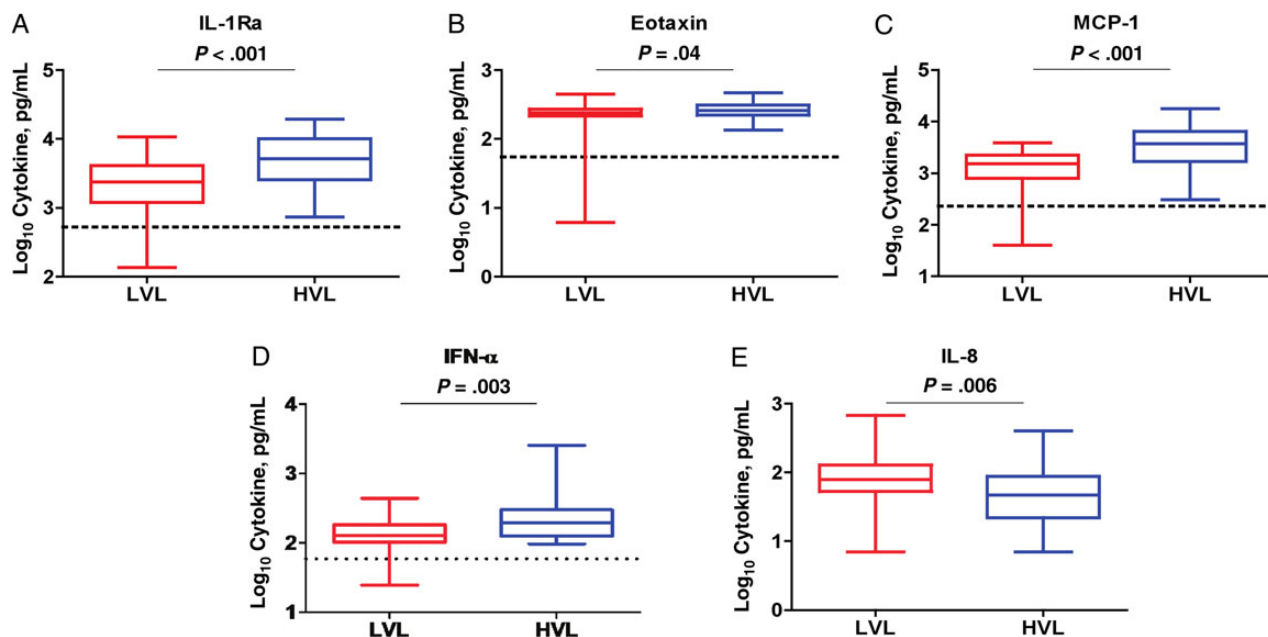 A
IL-1Ra
P < .001
Log₁₀ Cytokine, pg/mL
5
4
3
2
LVL
HVL
B
Eotaxin
P = .04
Log₁₀ Cytokine, pg/mL
3
2
1
0
LVL
HVL
C
MCP-1
P < .001
Log₁₀ Cytokine, pg/mL
5
4
3
2
1
LVL
HVL
D
IFN-α
P = .003
Log₁₀ Cytokine, pg/mL
4
3
2
1
LVL
HVL
E
IL-8
P = .006
Log₁₀ Cytokine, pg/mL
3
2
1
0
LVL
HVL